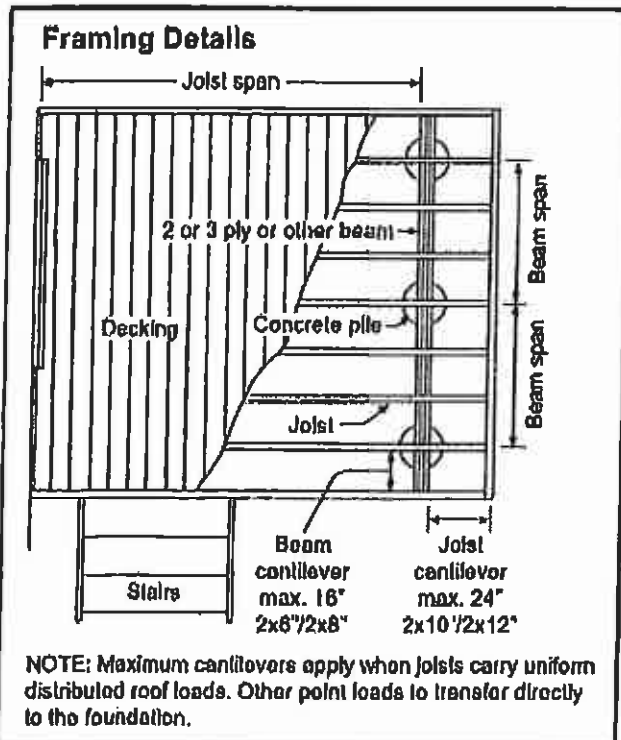 Framing Details
Joist span
2 or 3 ply or other beam
Beam span
Decking
Concrete pile
Beam span
Joist
Stairs
Beam
cantilever
max. 16"
2x6"/2x8"
Joist
cantilever
max. 24"
2x10"/2x12"
NOTE: Maximum cantilevers apply when joists carry uniform
distributed roof loads. Other point loads to transfer directly
to the foundation.